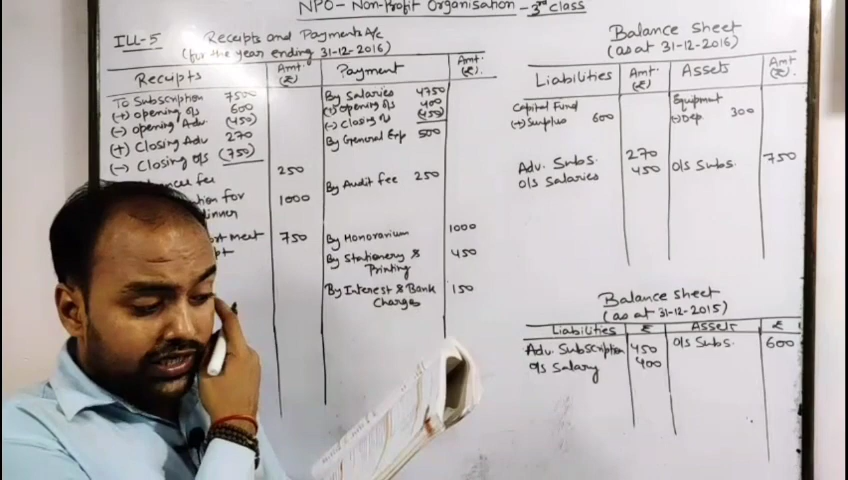 NPO - Non-Profit Organisation - 3rd Class
ILL-5 Receipts and Payments A/c
(for the year ending 31-12-2016)
Receipts Amt. (₹) Payment Amt. (₹).
To Subscription 7500
(+) Opening o/s 600
(-) Opening Adv. (450)
(+) Closing Adv 270
(-) Closing o/s (750)
250
fee
for 1000
inner
meet 750
By Salaries 4750
(+) Opening o/s 400
(-) Closing o/s (450)
By General Exp 500
By Audit fee 250
By Honorarium 1000
By Stationery & Printing 450
By Interest & Bank Charges 150
Balance Sheet
(as at 31-12-2016)
Liabilities Amt. (₹) Assets Amt (₹)
Capital Fund Equipment
(+) Surplus 600 (-) Dep. 300
Adv. Subs. 270 O/s Subs. 750
O/s Salaries 450
Balance Sheet
(as at 31-12-2015)
Liabilities ₹ Assets ₹
Adv. Subscription 450 O/s Subs. 600
O/s Salary 400